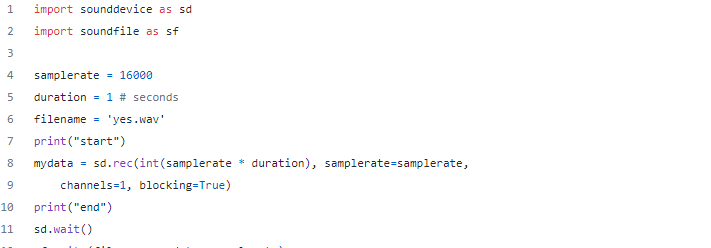 1 import sounddevice as sd
2 import soundfile as sf
3
4 samplerate = 16000
5 duration = 1 # seconds
6 filename = 'yes.wav'
7 print("start")
8 mydata = sd.rec(int(samplerate * duration), samplerate=samplerate,
9     channels=1, blocking=True)
10 print("end")
11 sd.wait()